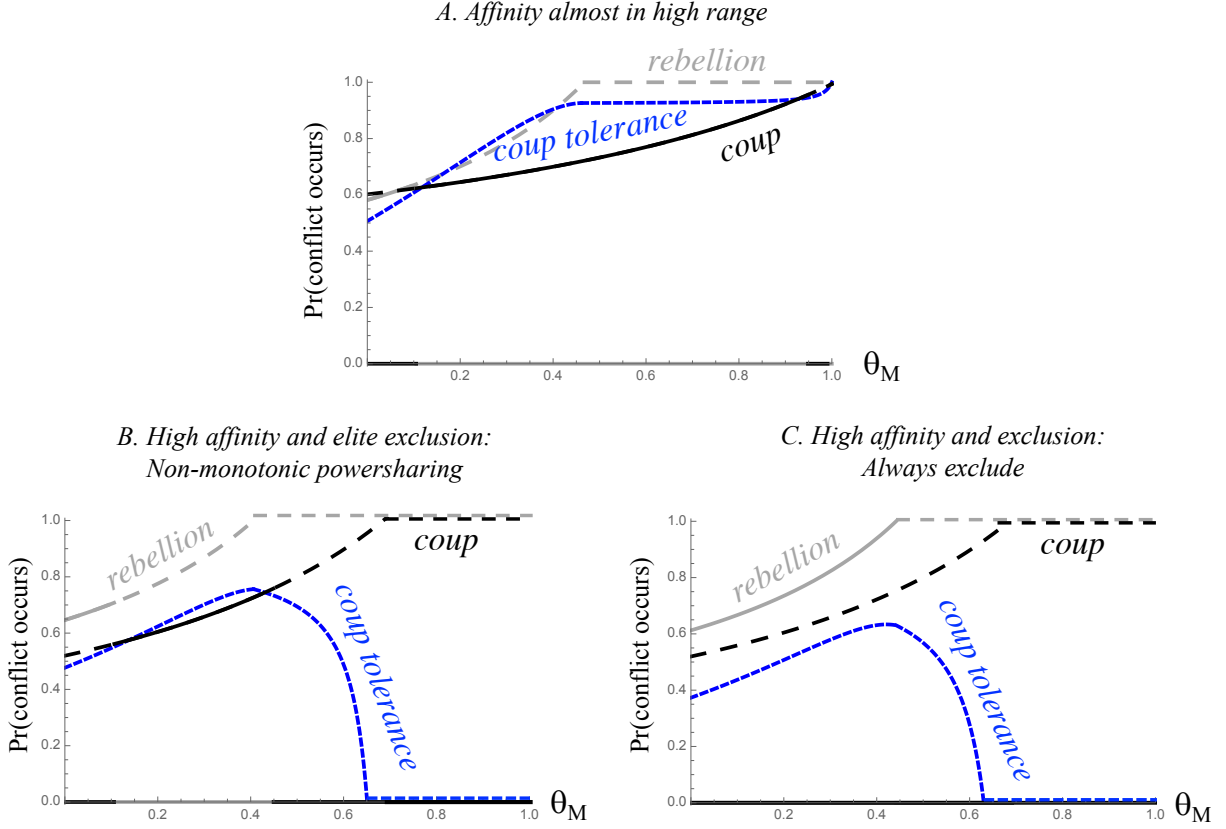 A. Affinity almost in high range
rebellion
coup tolerance
coup
Pr(conflict occurs)
1.0
0.8
0.6
0.4
0.2
0.0
0.2
0.4
0.6
0.8
1.0
θM
B. High affinity and elite exclusion:
Non-monotonic powersharing
rebellion
coup
coup tolerance
Pr(conflict occurs)
1.0
0.8
0.6
0.4
0.2
0.0
0.2
0.4
0.6
0.8
1.0
θM
C. High affinity and exclusion:
Always exclude
rebellion
coup
coup tolerance
Pr(conflict occurs)
1.0
0.8
0.6
0.4
0.2
0.0
0.2
0.4
0.6
0.8
1.0
θM